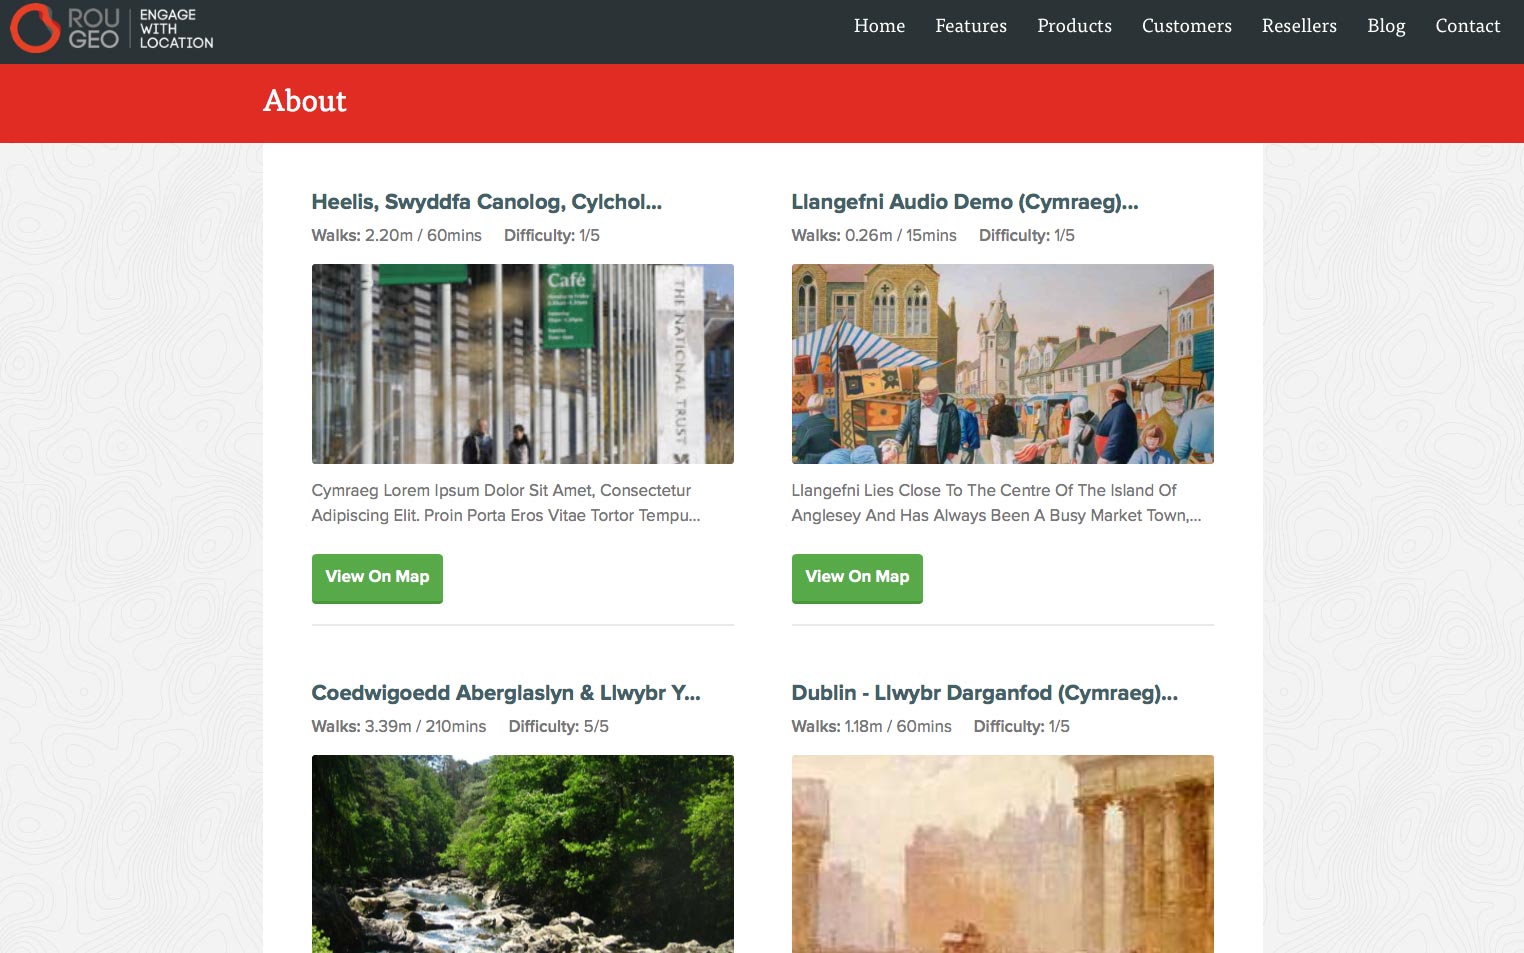 ROU
GEO
ENGAGE
WITH
LOCATION
Home Features Products Customers Resellers Blog Contact
About
Heelis, Swyddfa Canolog, Cylchol...
Walks: 2.20m / 60mins Difficulty: 1/5
Café
THE NATIONAL TRUST
Cymraeg Lorem Ipsum Dolor Sit Amet, Consectetur
Adipiscing Elit. Proin Porta Eros Vitae Tortor Tempu...
View On Map
Llangefni Audio Demo (Cymraeg)...
Walks: 0.26m / 15mins Difficulty: 1/5
Llangefni Lies Close To The Centre Of The Island Of
Anglesey And Has Always Been A Busy Market Town,...
View On Map
Coedwigoedd Aberglaslyn & Llwybr Y...
Walks: 3.39m / 210mins Difficulty: 5/5
Dublin - Llwybr Darganfod (Cymraeg)...
Walks: 1.18m / 60mins Difficulty: 1/5